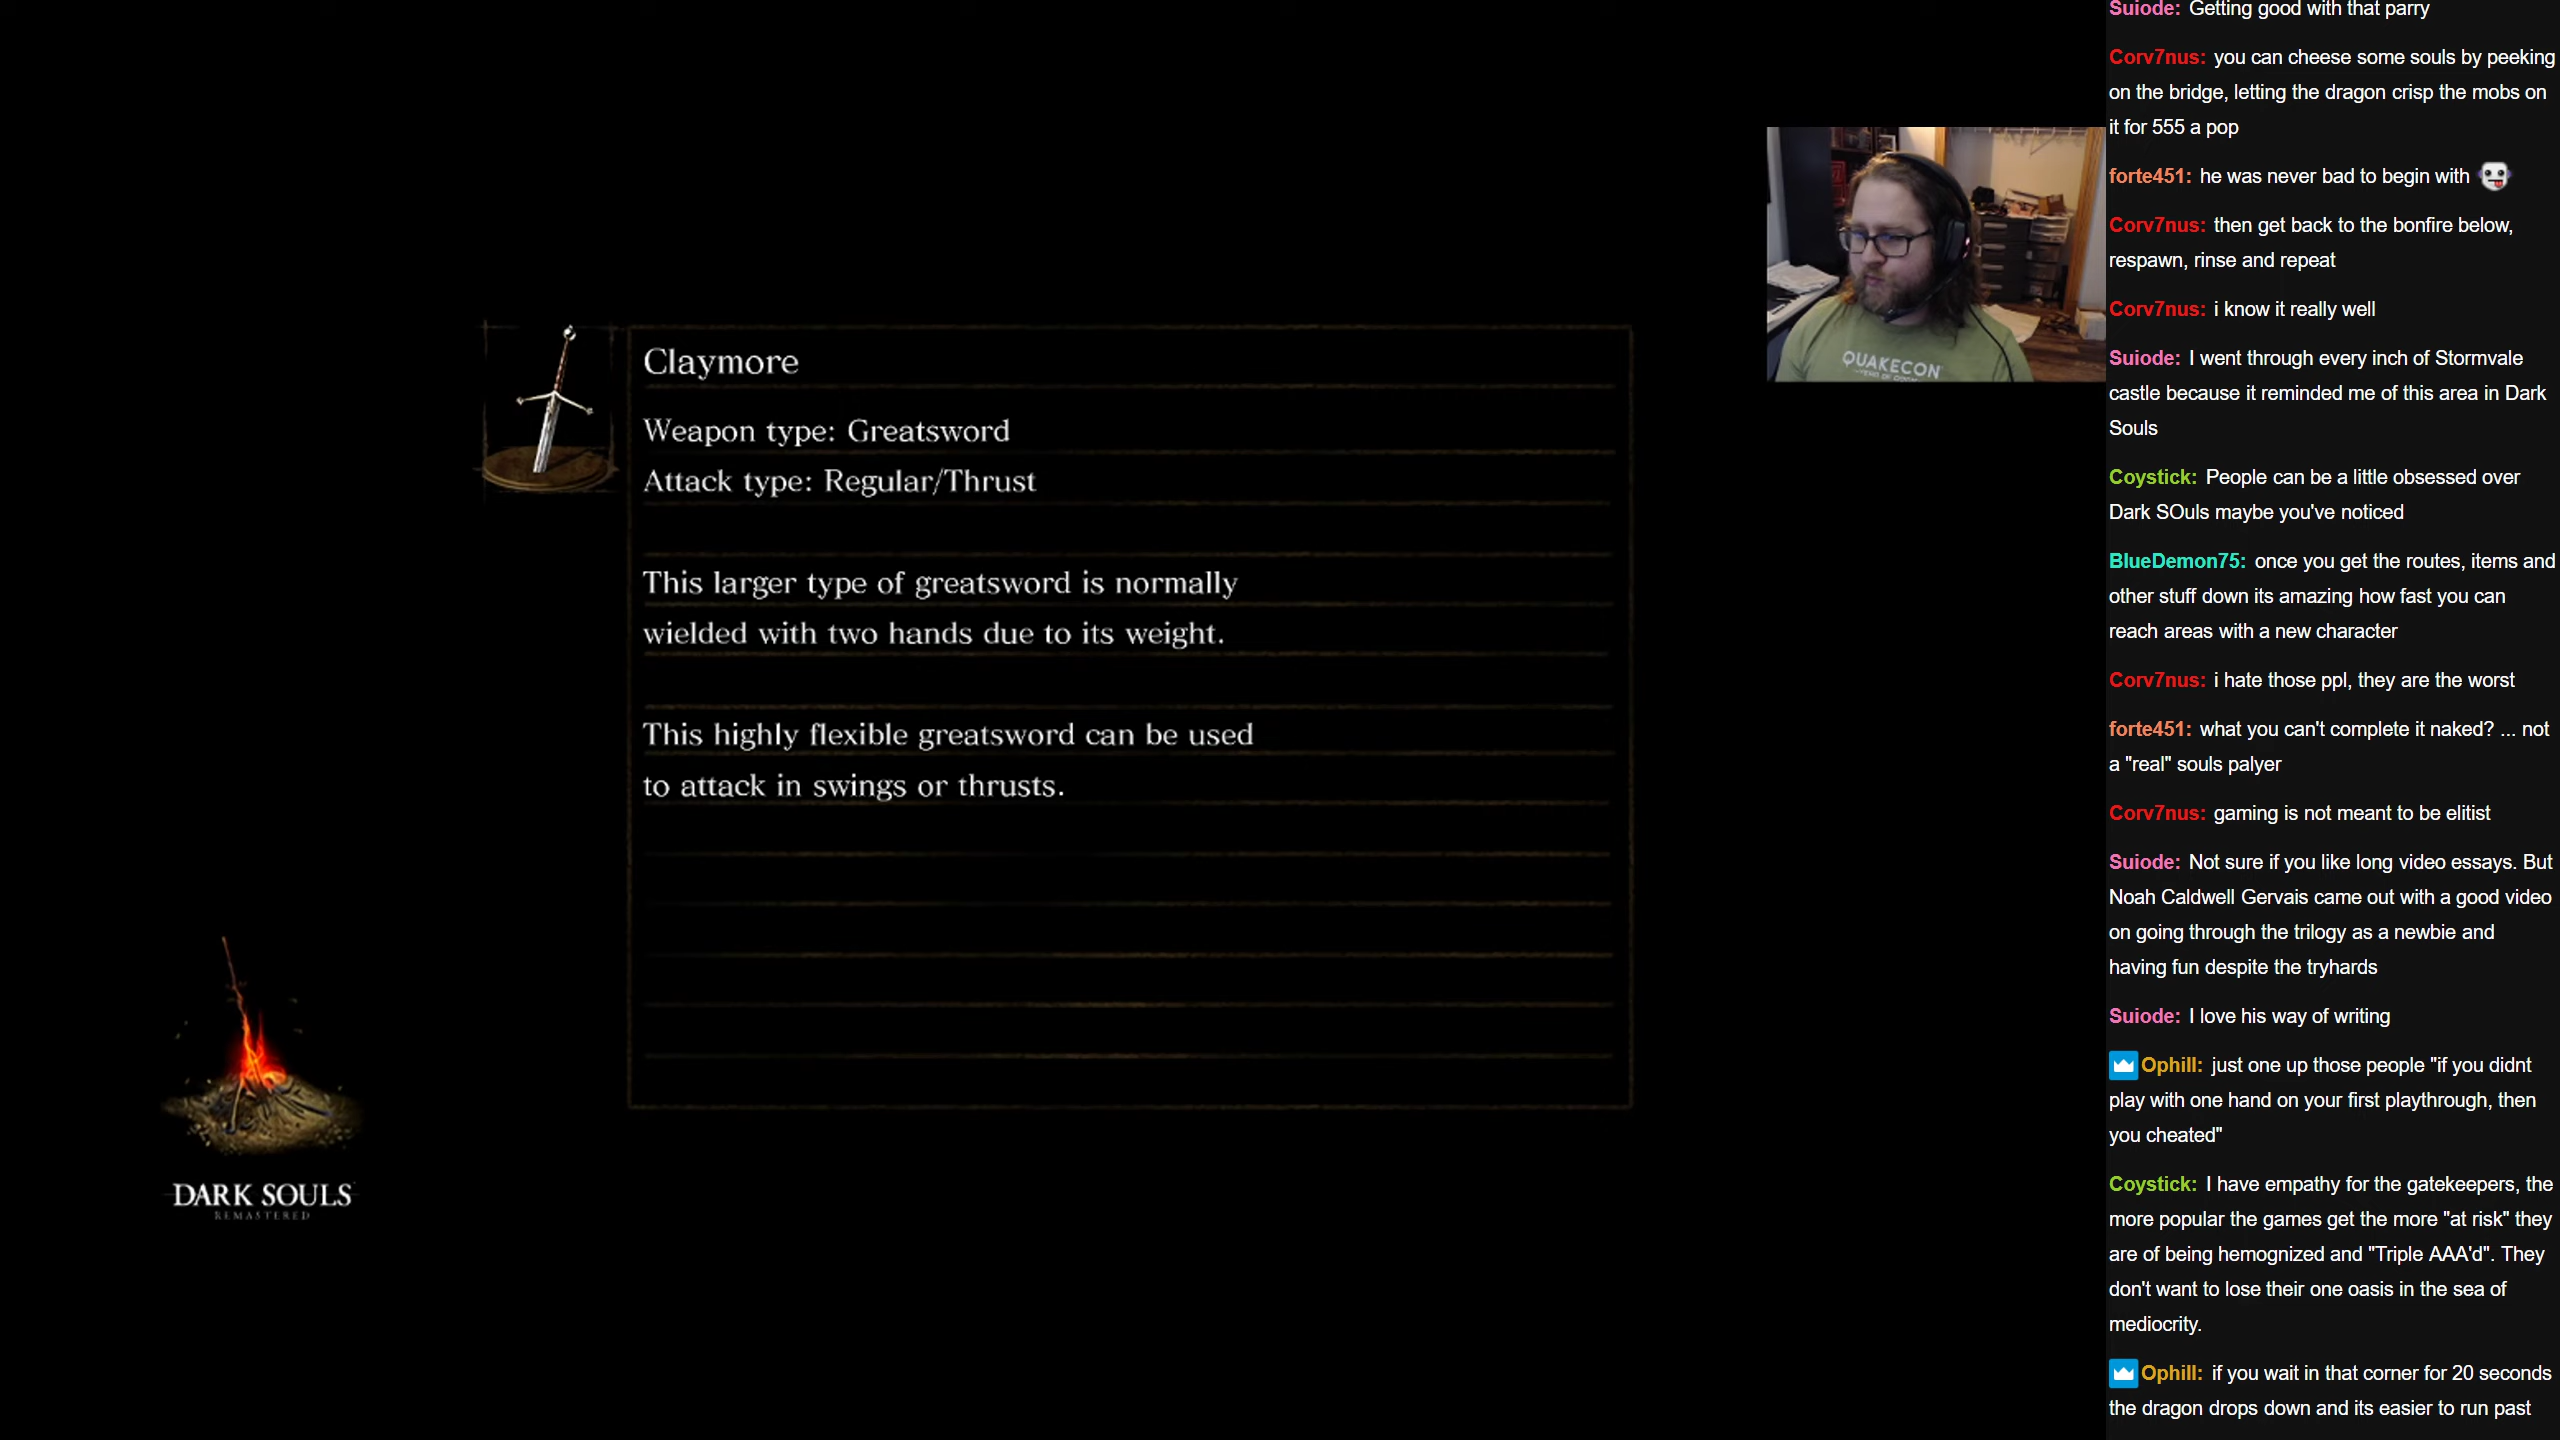 Claymore
Weapon type: Greatsword
Attack type: Regular/Thrust
This larger type of greatsword is normally
wielded with two hands due to its weight.
This highly flexible greatsword can be used
to attack in swings or thrusts.
DARK SOULS
REMASTERED
QUAKECON
Suiode: Getting good with that parry
Corv7nus: you can cheese some souls by peeking
on the bridge, letting the dragon crisp the mobs on
it for 555 a pop
forte451: he was never bad to begin with
Corv7nus: then get back to the bonfire below,
respawn, rinse and repeat
Corv7nus: i know it really well
Suiode: I went through every inch of Stormvale
castle because it reminded me of this area in Dark
Souls
Coystick: People can be a little obsessed over
Dark SOuls maybe you've noticed
BlueDemon75: once you get the routes, items and
other stuff down its amazing how fast you can
reach areas with a new character
Corv7nus: i hate those ppl, they are the worst
forte451: what you can't complete it naked? ... not
a "real" souls palyer
Corv7nus: gaming is not meant to be elitist
Suiode: Not sure if you like long video essays. But
Noah Caldwell Gervais came out with a good video
on going through the trilogy as a newbie and
having fun despite the tryhards
Suiode: I love his way of writing
Ophill: just one up those people "if you didnt
play with one hand on your first playthrough, then
you cheated"
Coystick: I have empathy for the gatekeepers, the
more popular the games get the more "at risk" they
are of being hemognized and "Triple AAA'd". They
don't want to lose their one oasis in the sea of
mediocrity.
Ophill: if you wait in that corner for 20 seconds
the dragon drops down and its easier to run past